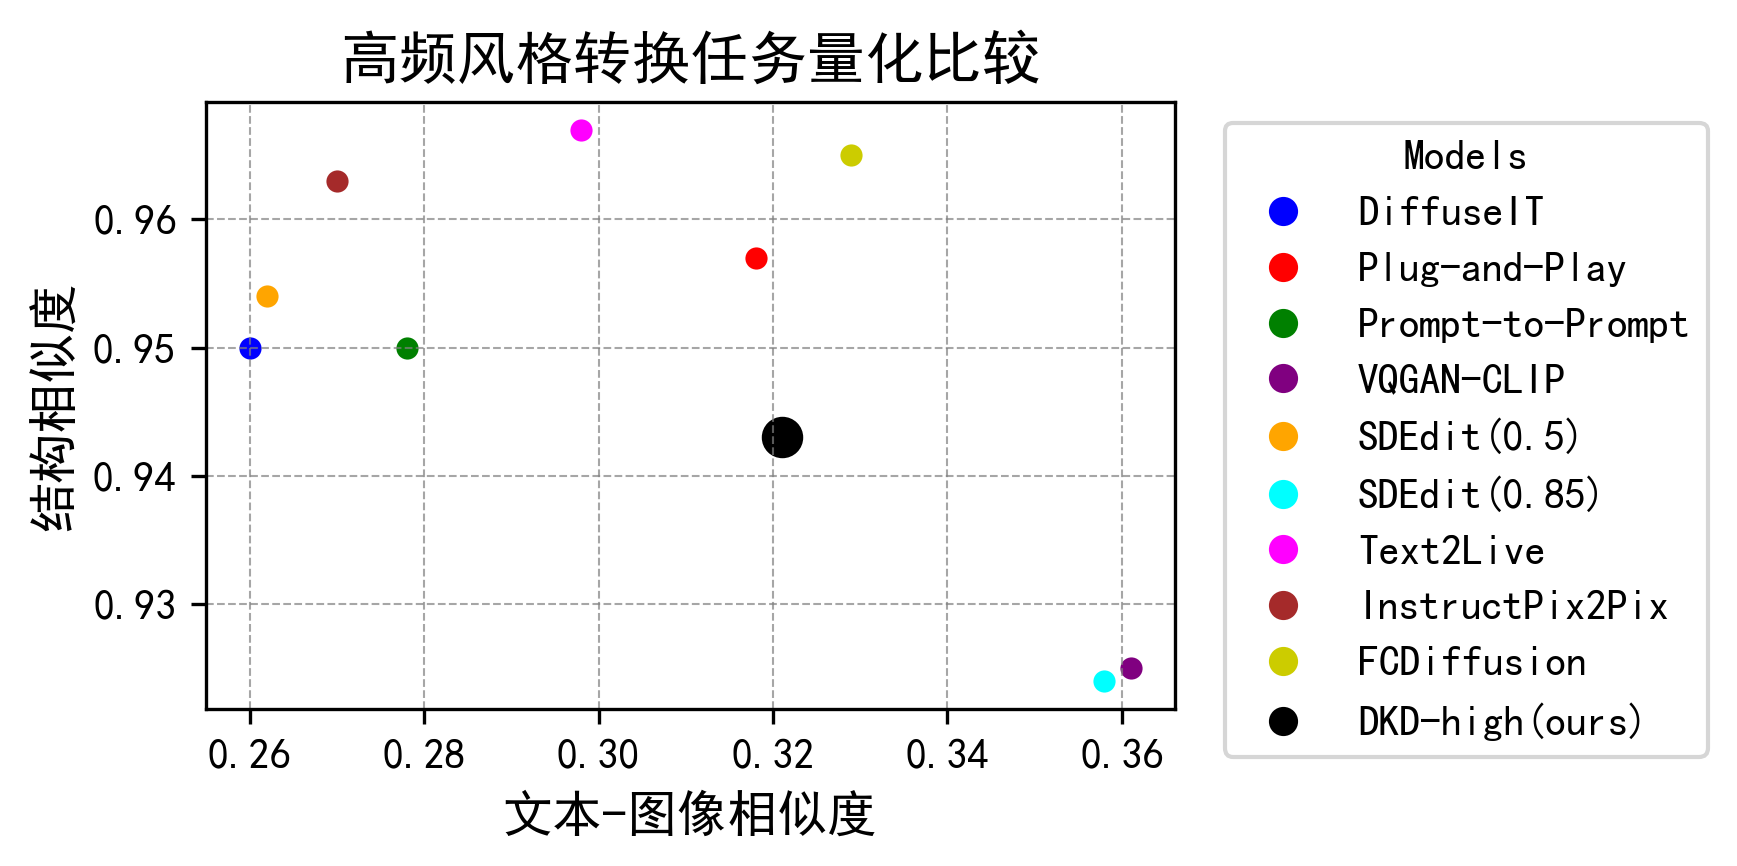 高频风格转换任务量化比较
结构相似度
0.96
0.95
0.94
0.93
0.26 0.28 0.30 0.32 0.34 0.36
文本-图像相似度
Models
DiffuseIT
Plug-and-Play
Prompt-to-Prompt
VQGAN-CLIP
SDEdit(0.5)
SDEdit(0.85)
Text2Live
InstructPix2Pix
FCDiffusion
DKD-high(ours)